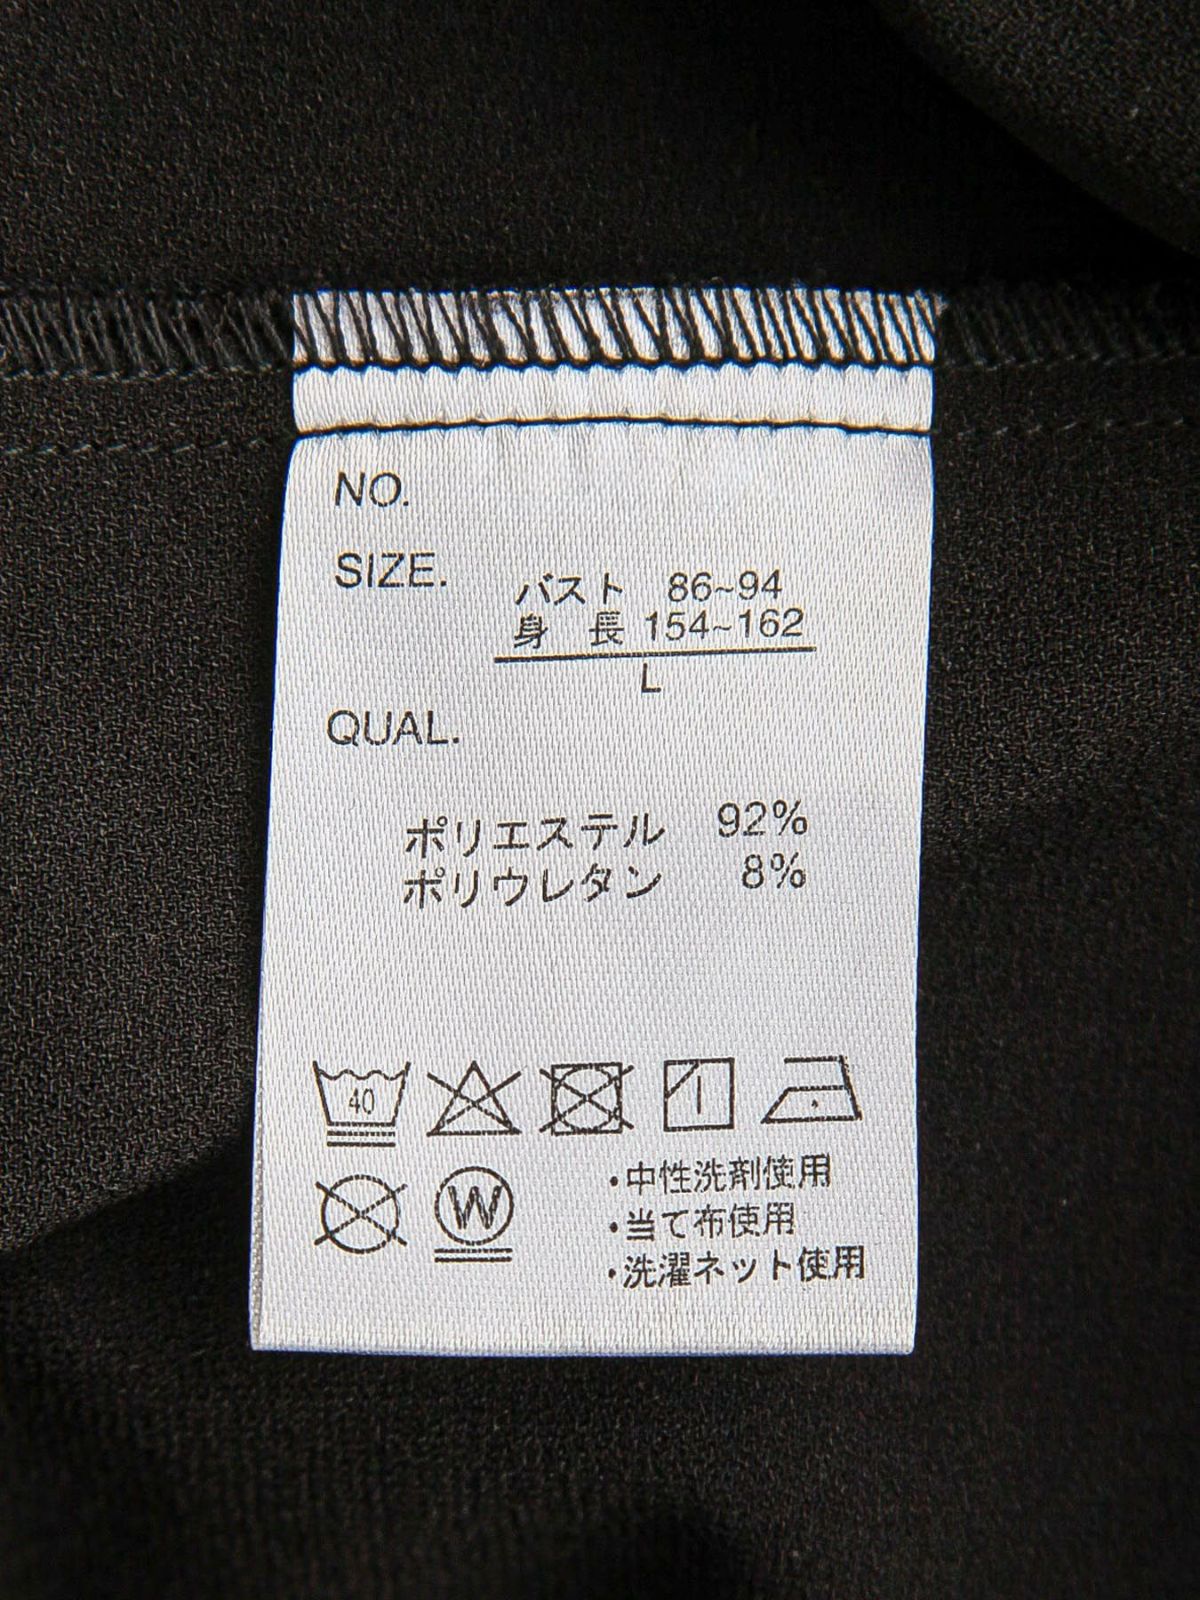 NO.
SIZE.
バスト 86~94
身 長 154~162
L
QUAL.
ポリエステル 92%
ポリウレタン 8%
40
W
・中性洗剤使用
・当て布使用
・洗濯ネット使用